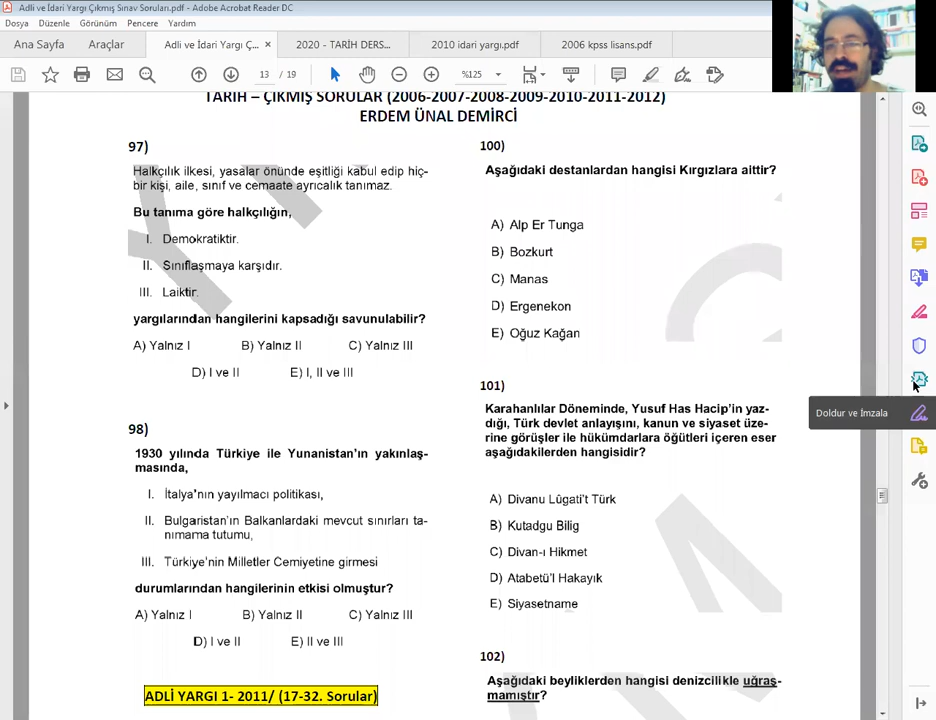 Adli ve İdari Yargı Çıkmış Sınav Soruları.pdf - Adobe Acrobat Reader DC
Dosya Düzenle Görünüm Pencere Yardım
Ana Sayfa Araçlar Adli ve İdari Yargı Ç... × 2020 - TARİH DERS... 2010 idari yargı.pdf 2006 kpss lisans.pdf
13 / 19 %125
TARİH – ÇIKMIŞ SORULAR (2006-2007-2008-2009-2010-2011-2012)
ERDEM ÜNAL DEMİRCİ
97)
Halkçılık ilkesi, yasalar önünde eşitliği kabul edip hiç-
bir kişi, aile, sınıf ve cemaate ayrıcalık tanımaz.
Bu tanıma göre halkçılığın,
I. Demokratiktir.
II. Sınıflaşmaya karşıdır.
III. Laiktir.
yargılarından hangilerini kapsadığı savunulabilir?
A) Yalnız I B) Yalnız II C) Yalnız III
D) I ve II E) I, II ve III
98)
1930 yılında Türkiye ile Yunanistan'ın yakınlaş-
masında,
I. İtalya'nın yayılmacı politikası,
II. Bulgaristan'ın Balkanlardaki mevcut sınırları ta-
nımama tutumu,
III. Türkiye'nin Milletler Cemiyetine girmesi
durumlarından hangilerinin etkisi olmuştur?
A) Yalnız I B) Yalnız II C) Yalnız III
D) I ve II E) II ve III
ADLİ YARGI 1- 2011/ (17-32. Sorular)
100)
Aşağıdaki destanlardan hangisi Kırgızlara aittir?
A) Alp Er Tunga
B) Bozkurt
C) Manas
D) Ergenekon
E) Oğuz Kağan
101)
Karahanlılar Döneminde, Yusuf Has Hacip'in yaz-
dığı, Türk devlet anlayışını, kanun ve siyaset üze-
rine görüşler ile hükümdarlara öğütleri içeren eser
aşağıdakilerden hangisidir?
A) Divanu Lûgati't Türk
B) Kutadgu Bilig
C) Divan-ı Hikmet
D) Atabetü'l Hakayık
E) Siyasetname
102)
Aşağıdaki beyliklerden hangisi denizcilikle uğraş-
mamıştır?
Doldur ve İmzala